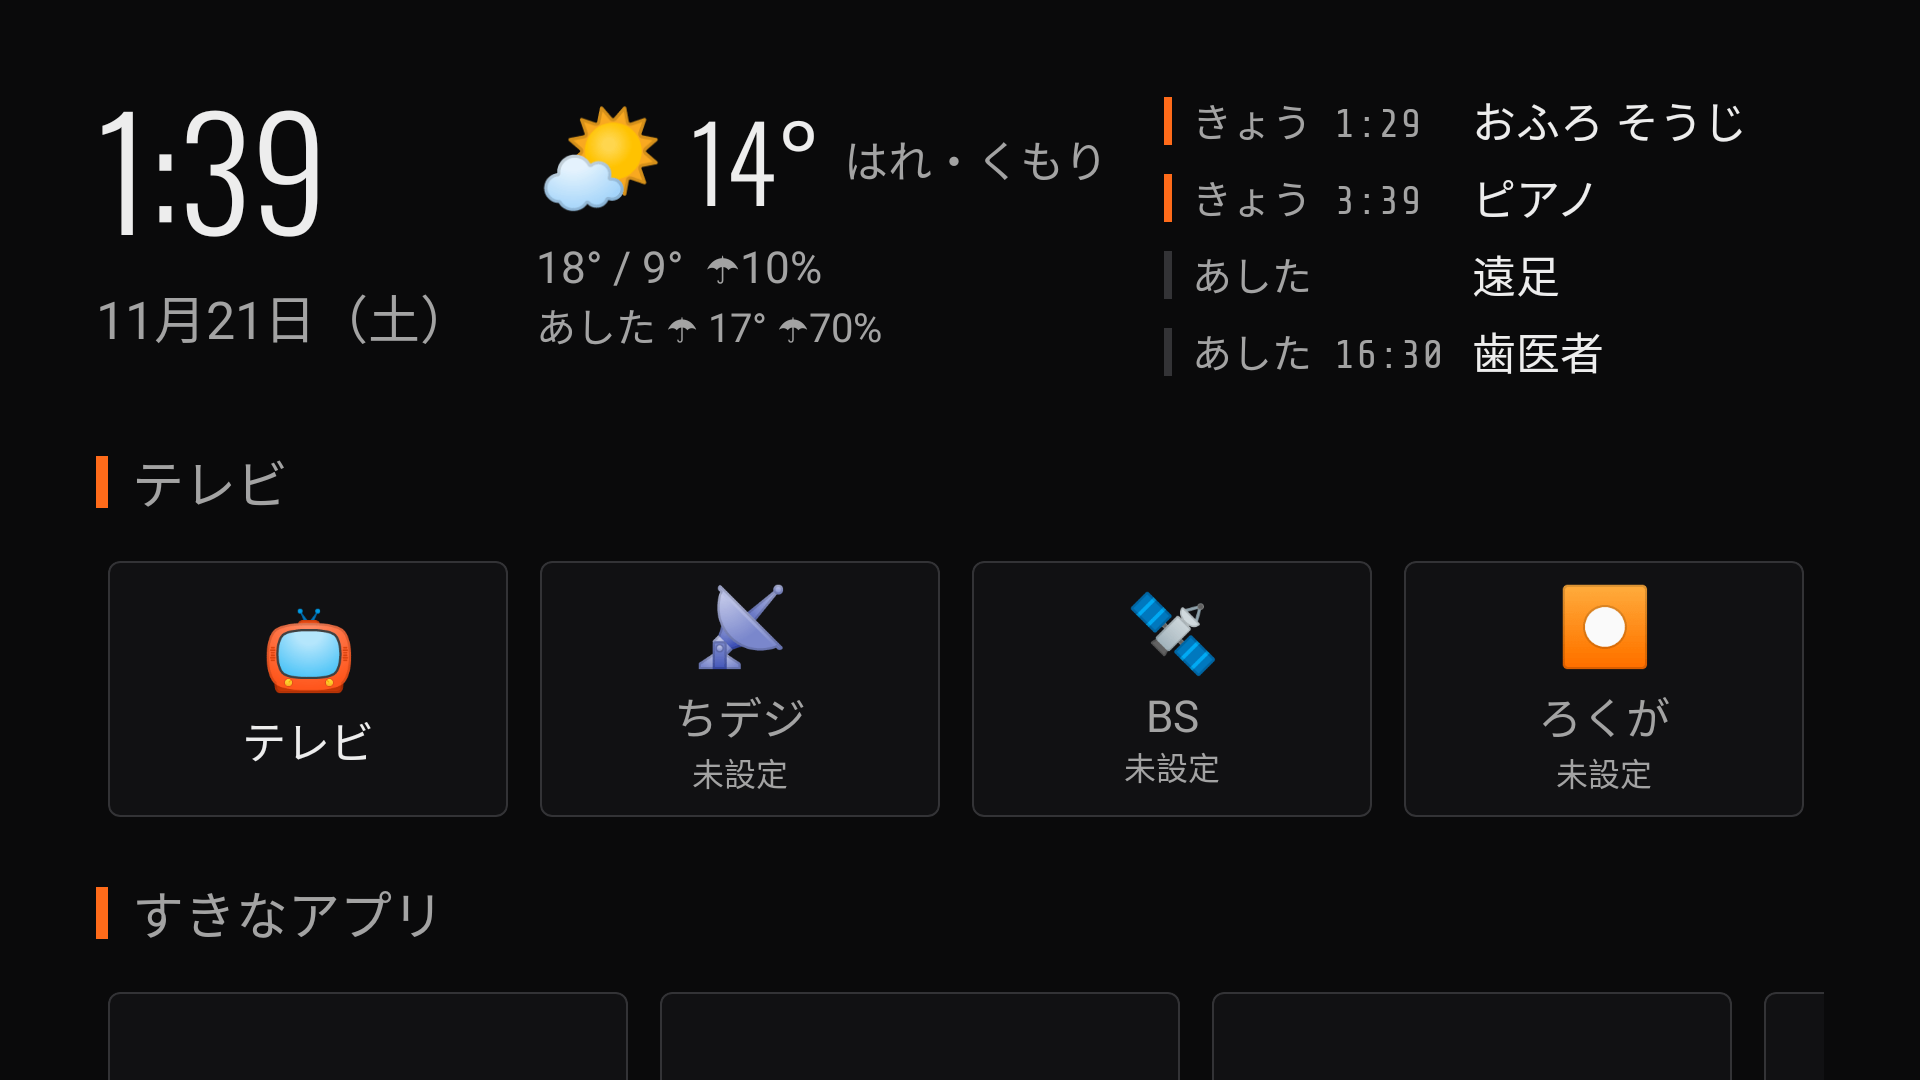 1:39
11月21日（土）
14° はれ・くもり
18° / 9° ☂10%
あした ☂ 17° ☂70%
きょう 1:29 おふろ そうじ
きょう 3:39 ピアノ
あした 遠足
あした 16:30 歯医者
テレビ
テレビ
ちデジ
未設定
BS
未設定
ろくが
未設定
すきなアプリ